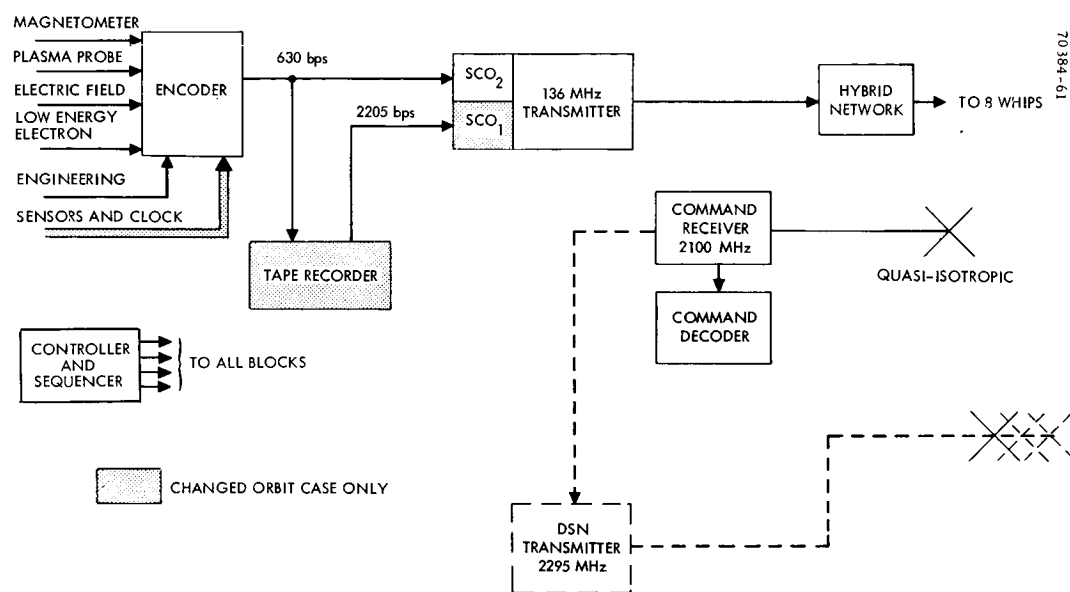 MAGNETOMETER
PLASMA PROBE
ELECTRIC FIELD
LOW ENERGY
ELECTRON
ENGINEERING
SENSORS AND CLOCK
ENCODER
630 bps
2205 bps
TAPE RECORDER
SCO2
SCO1
136 MHz
TRANSMITTER
HYBRID
NETWORK
TO 8 WHIPS
70384-61
COMMAND
RECEIVER
2100 MHz
QUASI-ISOTROPIC
COMMAND
DECODER
CONTROLLER
AND
SEQUENCER
TO ALL BLOCKS
CHANGED ORBIT CASE ONLY
DSN
TRANSMITTER
2295 MHz